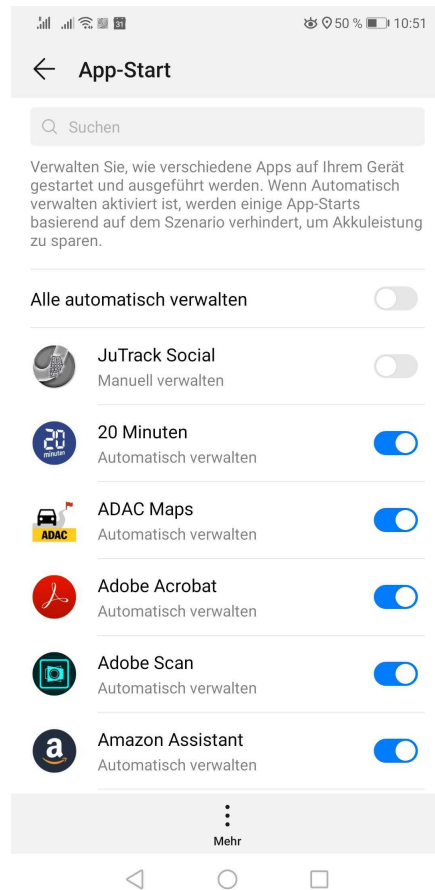 31 50 % 10:51
App-Start
Suchen
Verwalten Sie, wie verschiedene Apps auf Ihrem Gerät
gestartet und ausgeführt werden. Wenn Automatisch
verwalten aktiviert ist, werden einige App-Starts
basierend auf dem Szenario verhindert, um Akkuleistung
zu sparen.
Alle automatisch verwalten
JuTrack Social
Manuell verwalten
20 Minuten
20
minuten
Automatisch verwalten
ADAC Maps
ADAC
Automatisch verwalten
Adobe Acrobat
Automatisch verwalten
Adobe Scan
Automatisch verwalten
a
Amazon Assistant
Automatisch verwalten
Mehr